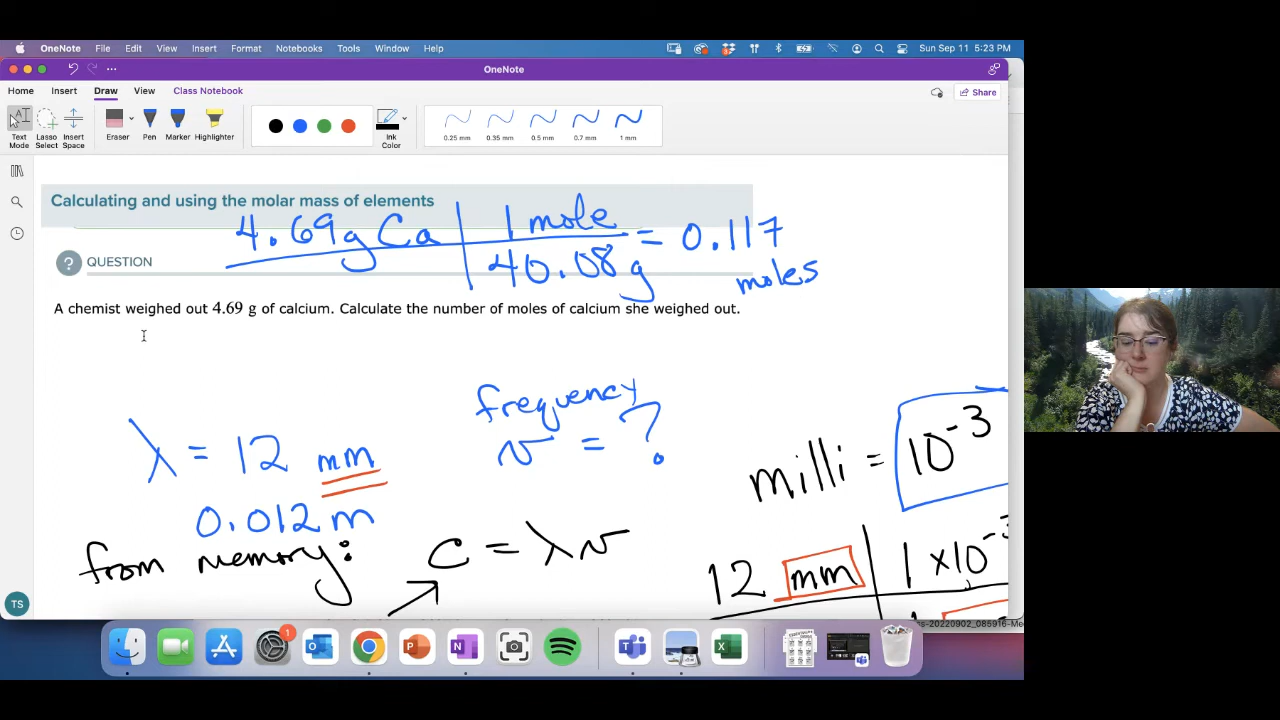 OneNote File Edit View Insert Format Notebooks Tools Window Help
3
Sun Sep 11 5:23 PM
OneNote
Home Insert Draw View Class Notebook
Share
Text Mode
Lasso Select
Insert Space
Eraser
Pen
Marker
Highlighter
Ink Color
0.25 mm 0.35 mm 0.5 mm 0.7 mm 1 mm
Calculating and using the molar mass of elements
4.69g Ca | 1 mole = 0.117
40.08g moles
? QUESTION
A chemist weighed out 4.69 g of calcium. Calculate the number of moles of calcium she weighed out.
frequency
λ = 12 mm
ν = ?
milli = 10⁻³
0.012 m
from memory:
C = λν
12 mm | 1 x10⁻³
TS
1